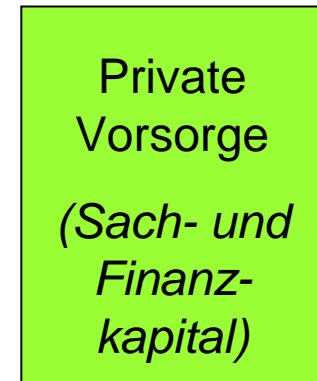 Private
Vorsorge
(Sach- und
Finanz-
kapital)